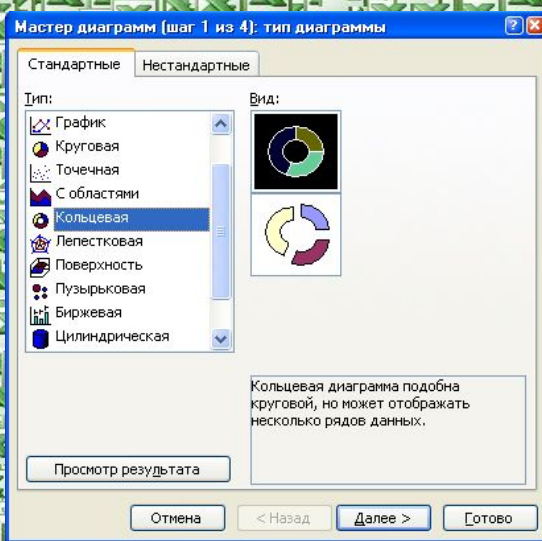 Мастер диаграмм (шаг 1 из 4): тип диаграммы
Стандартные
Нестандартные
Тип:
Вид:
График
Круговая
Точечная
С областями
Кольцевая
Лепестковая
Поверхность
Пузырьковая
Биржевая
Цилиндрическая
Кольцевая диаграмма подобна
круговой, но может отображать
несколько рядов данных.
Просмотр результата
Отмена
< Назад
Далее >
Готово